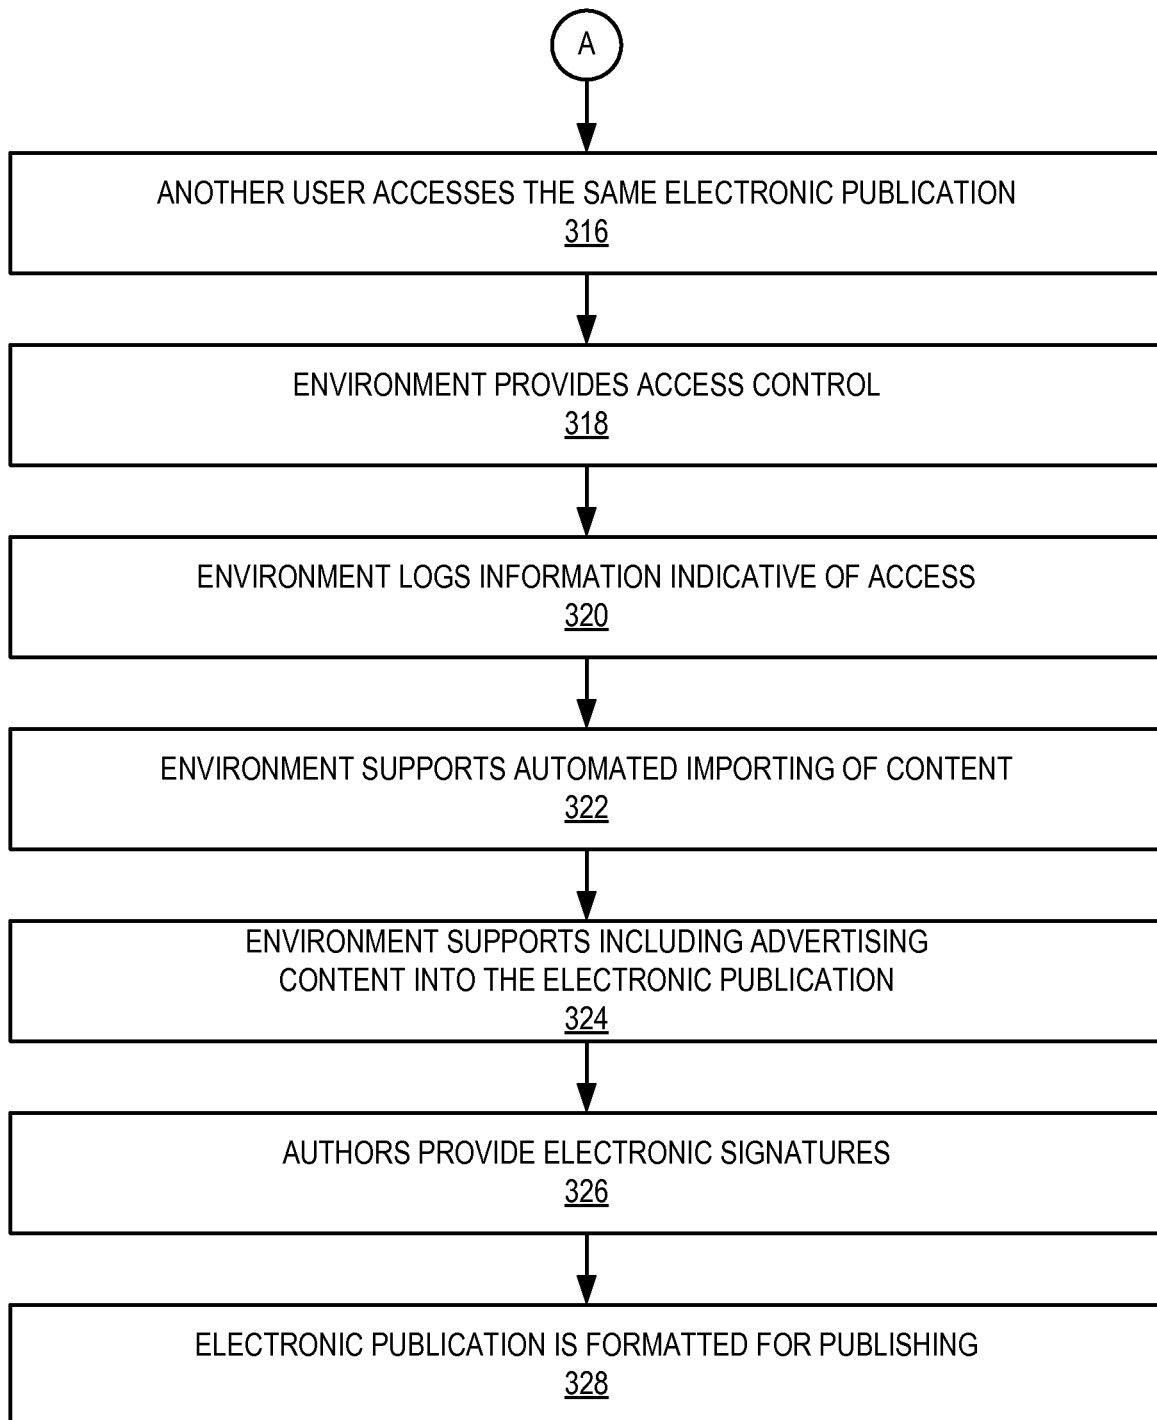 A
ANOTHER USER ACCESSES THE SAME ELECTRONIC PUBLICATION
316
ENVIRONMENT PROVIDES ACCESS CONTROL
318
ENVIRONMENT LOGS INFORMATION INDICATIVE OF ACCESS
320
ENVIRONMENT SUPPORTS AUTOMATED IMPORTING OF CONTENT
322
ENVIRONMENT SUPPORTS INCLUDING ADVERTISING
CONTENT INTO THE ELECTRONIC PUBLICATION
324
AUTHORS PROVIDE ELECTRONIC SIGNATURES
326
ELECTRONIC PUBLICATION IS FORMATTED FOR PUBLISHING
328